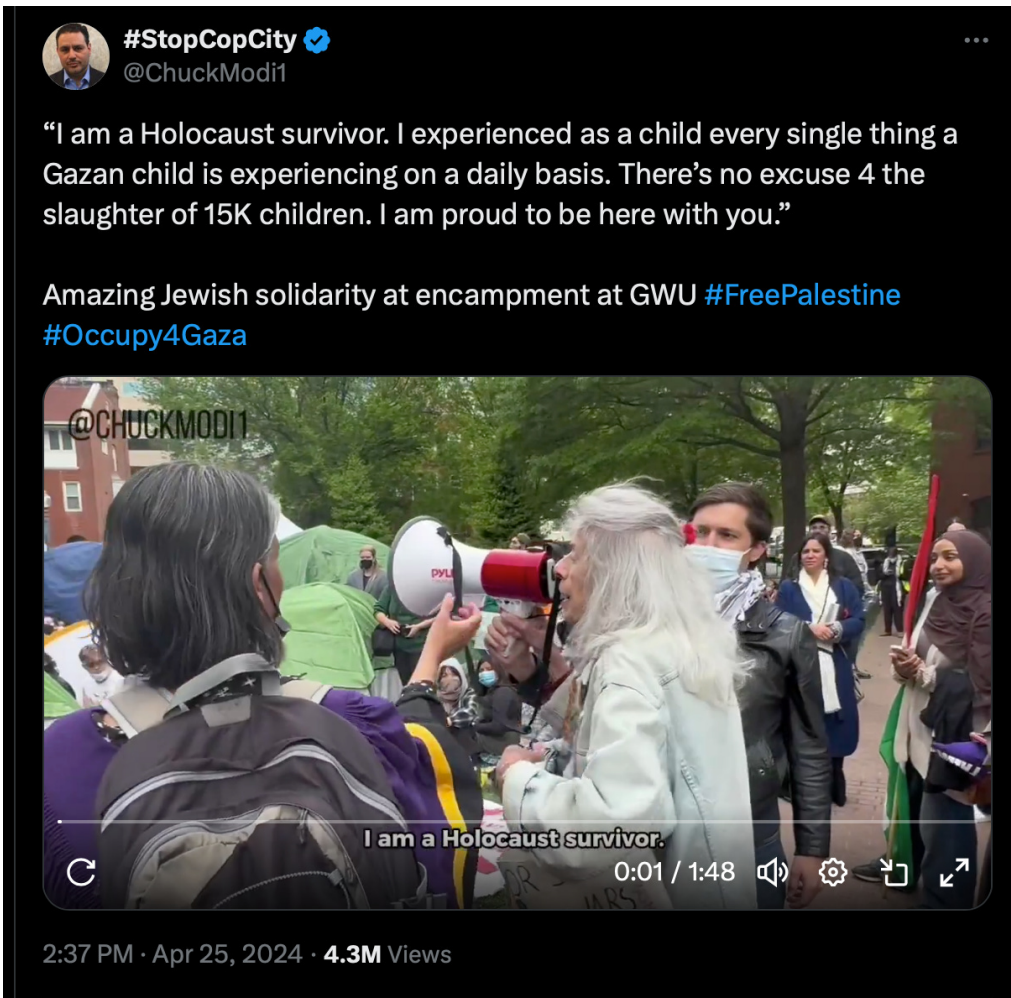 #StopCopCity
@ChuckModi1
“I am a Holocaust survivor. I experienced as a child every single thing a
Gazan child is experiencing on a daily basis. There’s no excuse 4 the
slaughter of 15K children. I am proud to be here with you.”
Amazing Jewish solidarity at encampment at GWU #FreePalestine
#Occupy4Gaza
@CHUCKMODI1
PYLE
I am a Holocaust survivor.
0:01 / 1:48
2:37 PM · Apr 25, 2024 · 4.3M Views